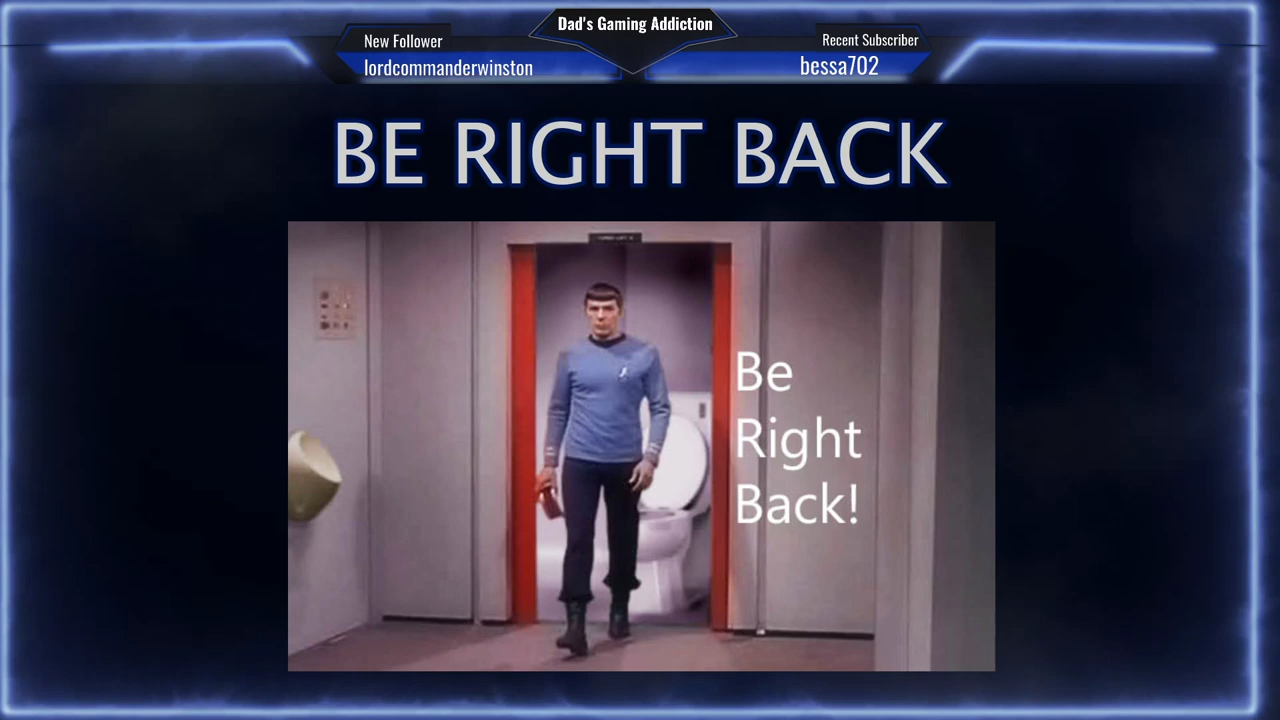 Dad's Gaming Addiction
New Follower
Recent Subscriber
lordcommanderwinston
bessa702
BE RIGHT BACK
Be
Right
Back!